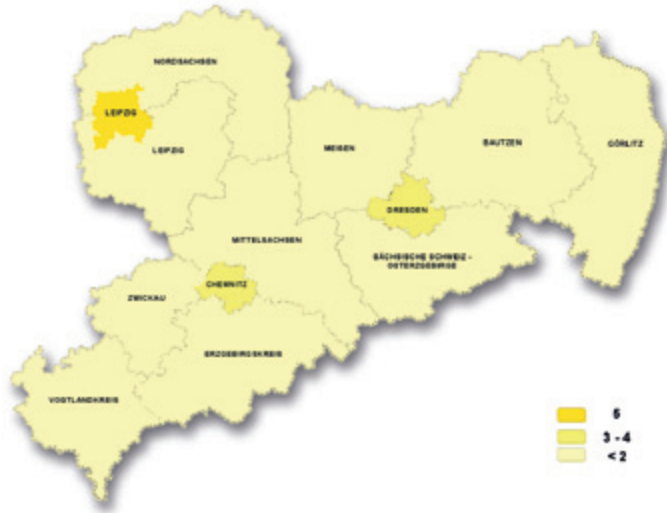 NORDSACHSEN
LEIPZIG
LEIPZIG
MEIßEN
BAUTZEN
GÖRLITZ
DRESDEN
MITTELSACHSEN
SÄCHSISCHE SCHWEIZ -
OSTERZGEBIRGE
CHEMNITZ
ZWICKAU
ERZGEBIRGSKREIS
VOGTLANDKREIS
5
3 - 4
< 2